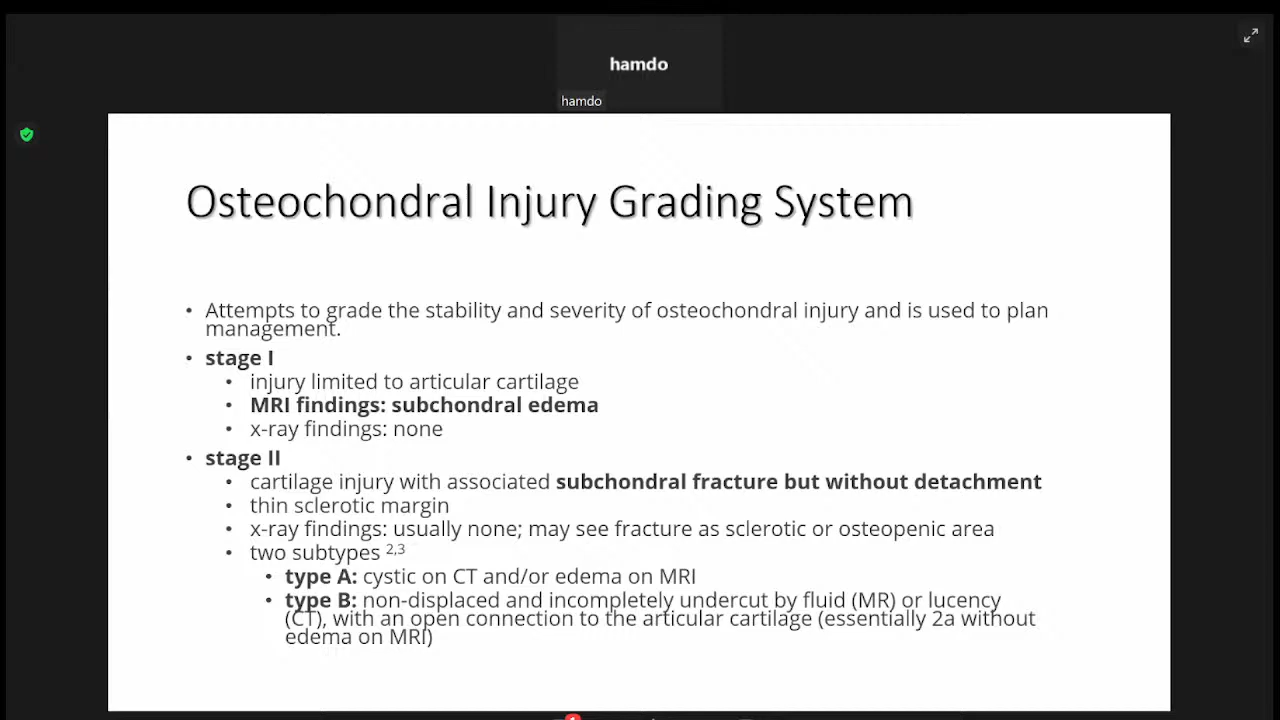 hamdo
hamdo
Osteochondral Injury Grading System
• Attempts to grade the stability and severity of osteochondral injury and is used to plan
management.
• stage I
• injury limited to articular cartilage
• MRI findings: subchondral edema
• x-ray findings: none
• stage II
• cartilage injury with associated subchondral fracture but without detachment
• thin sclerotic margin
• x-ray findings: usually none; may see fracture as sclerotic or osteopenic area
• two subtypes 2,3
• type A: cystic on CT and/or edema on MRI
• type B: non-displaced and incompletely undercut by fluid (MR) or lucency
(CT), with an open connection to the articular cartilage (essentially 2a without
edema on MRI)